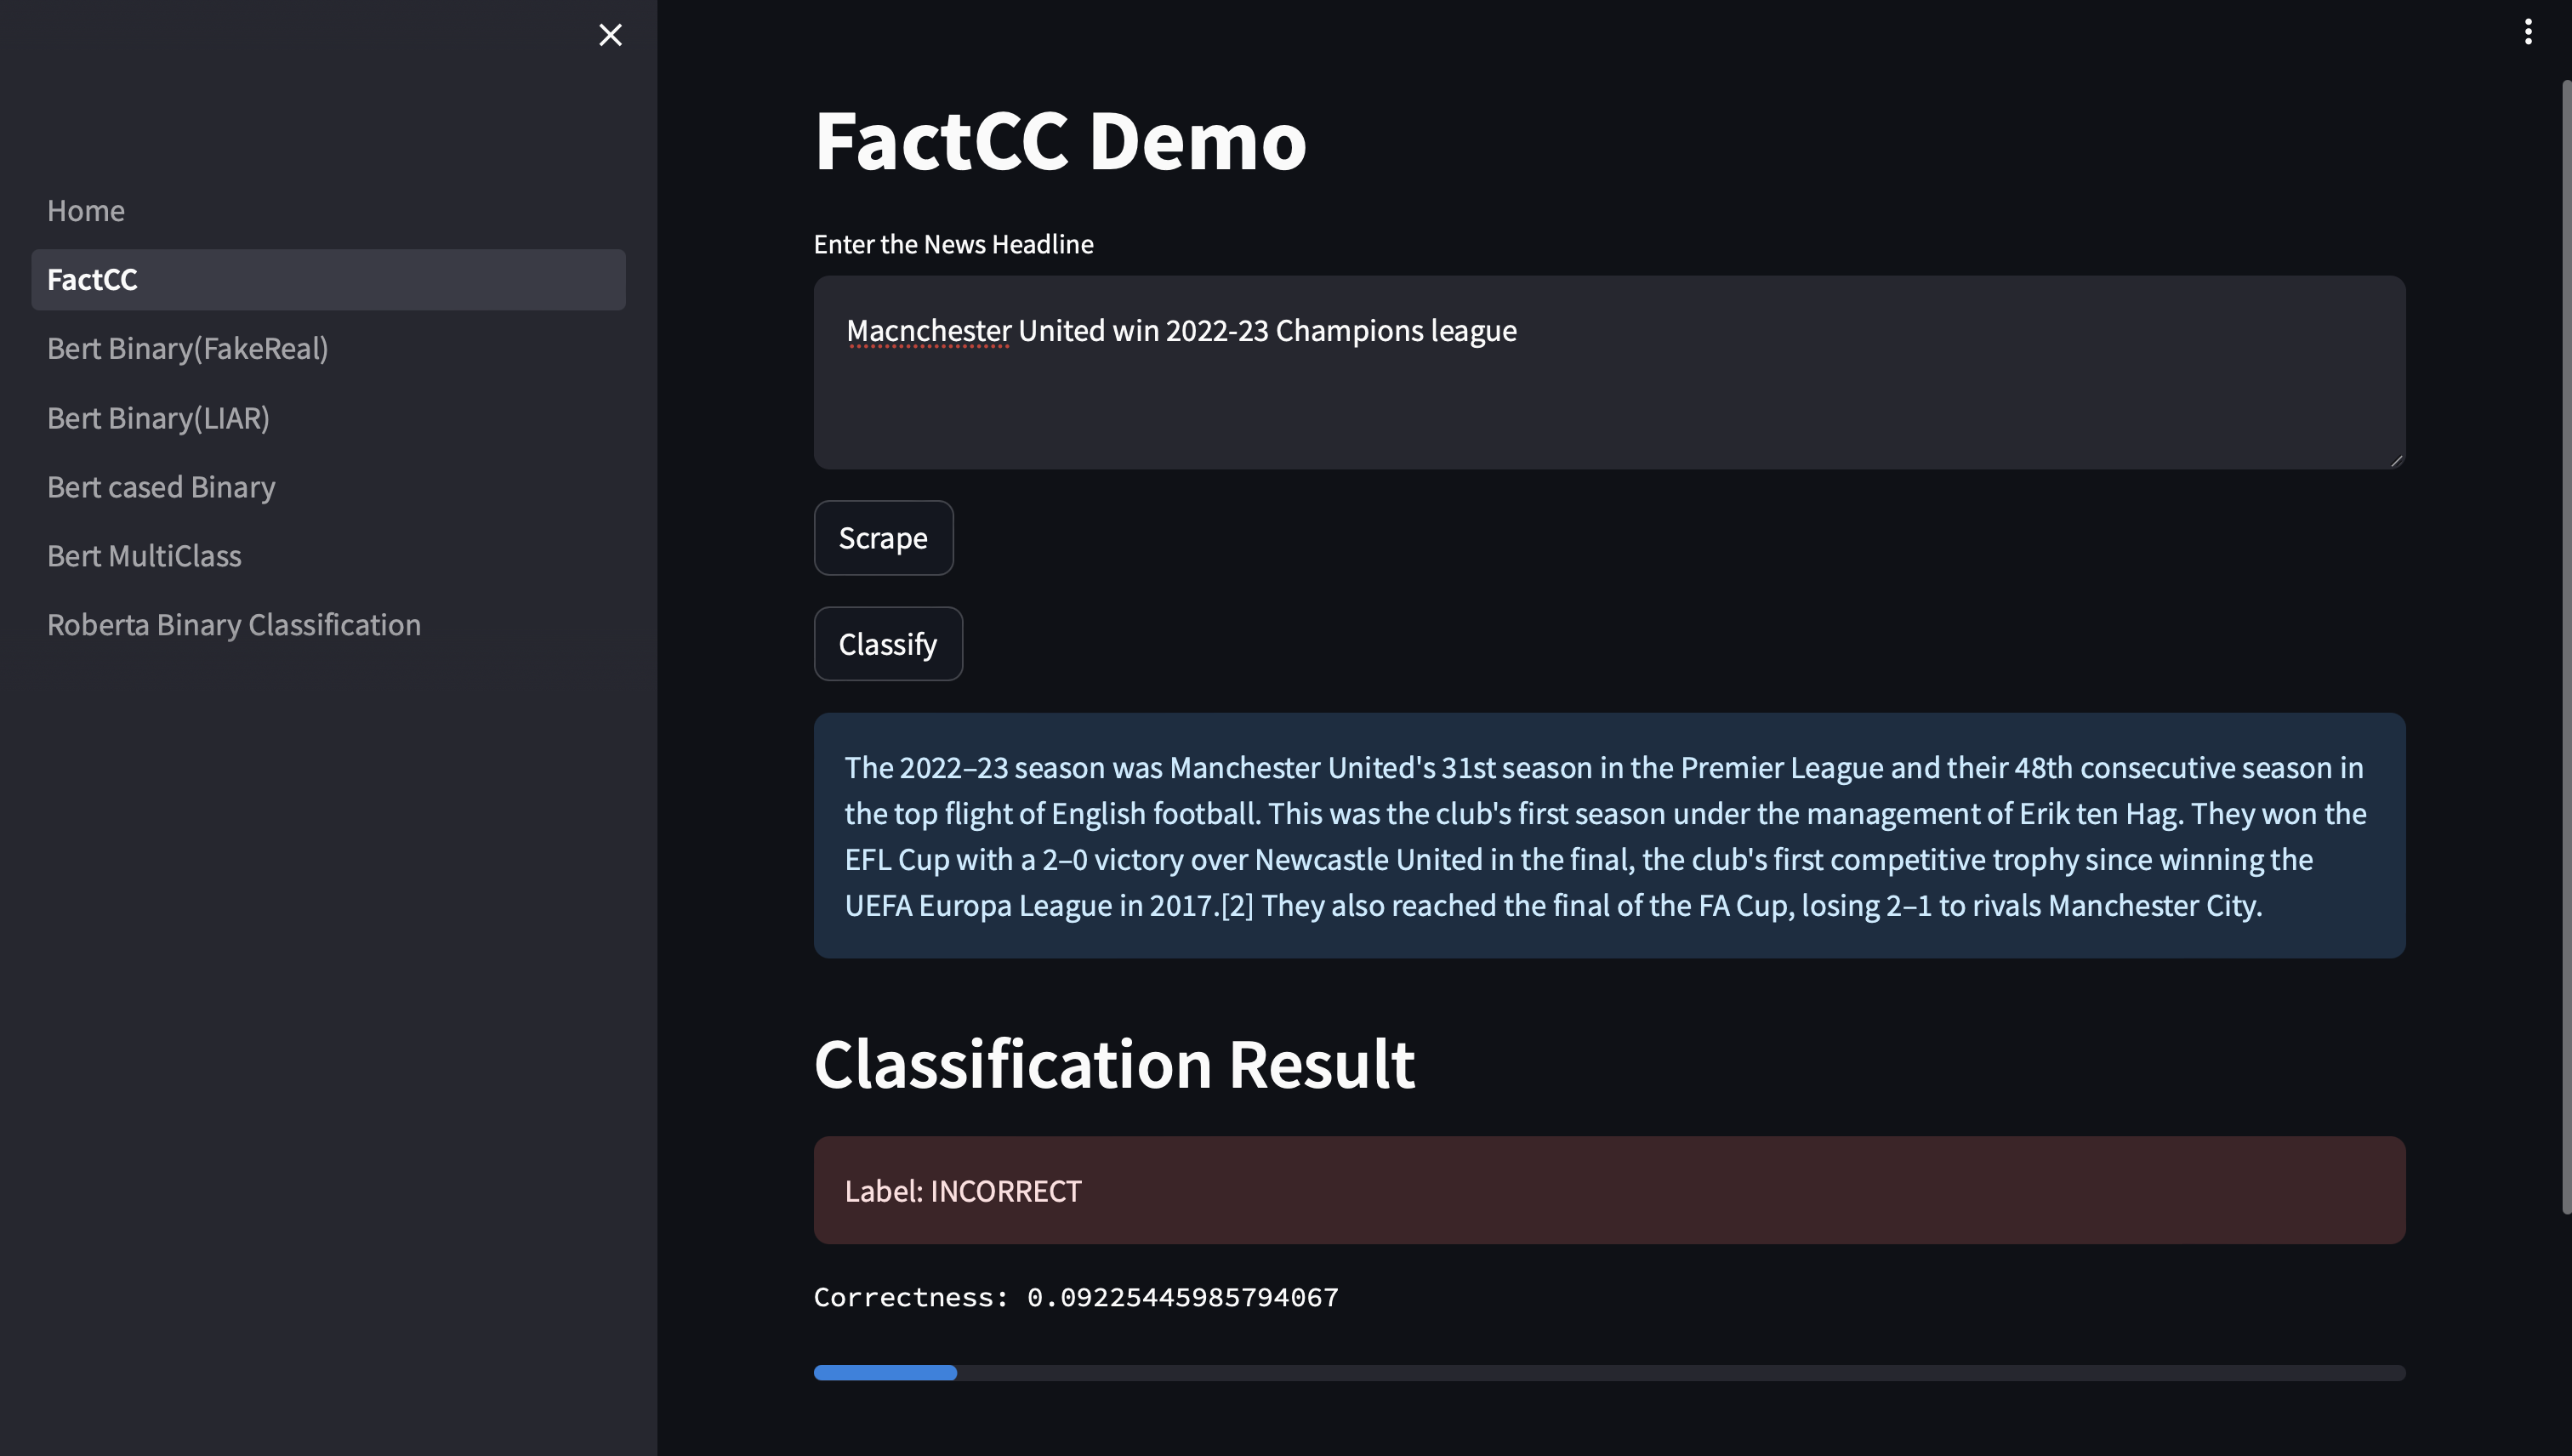 Home
FactCC
Bert Binary(FakeReal)
Bert Binary(LIAR)
Bert cased Binary
Bert MultiClass
Roberta Binary Classification
FactCC Demo
Enter the News Headline
Macnchester United win 2022-23 Champions league
Scrape
Classify
The 2022–23 season was Manchester United's 31st season in the Premier League and their 48th consecutive season in
the top flight of English football. This was the club's first season under the management of Erik ten Hag. They won the
EFL Cup with a 2–0 victory over Newcastle United in the final, the club's first competitive trophy since winning the
UEFA Europa League in 2017.[2] They also reached the final of the FA Cup, losing 2–1 to rivals Manchester City.
Classification Result
Label: INCORRECT
Correctness: 0.09225445985794067